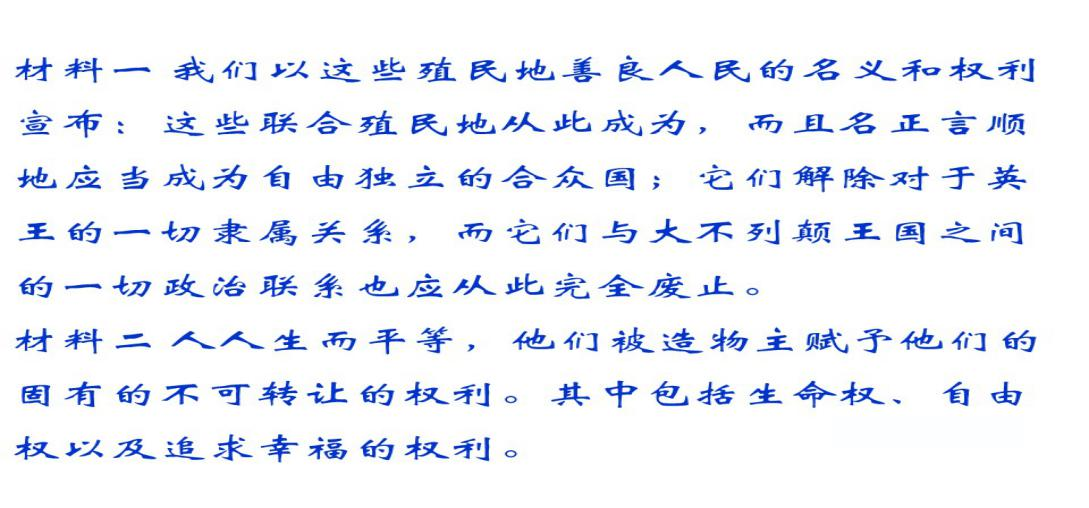 材料一 我们以这些殖民地善良人民的名义和权利
宣布：这些联合殖民地从此成为，而且名正言顺
地应当成为自由独立的合众国；它们解除对于英
王的一切隶属关系，而它们与大不列颠王国之间
的一切政治联系也应从此完全废止。
材料二 人人生而平等，他们被造物主赋予他们的
固有的不可转让的权利。其中包括生命权、自由
权以及追求幸福的权利。